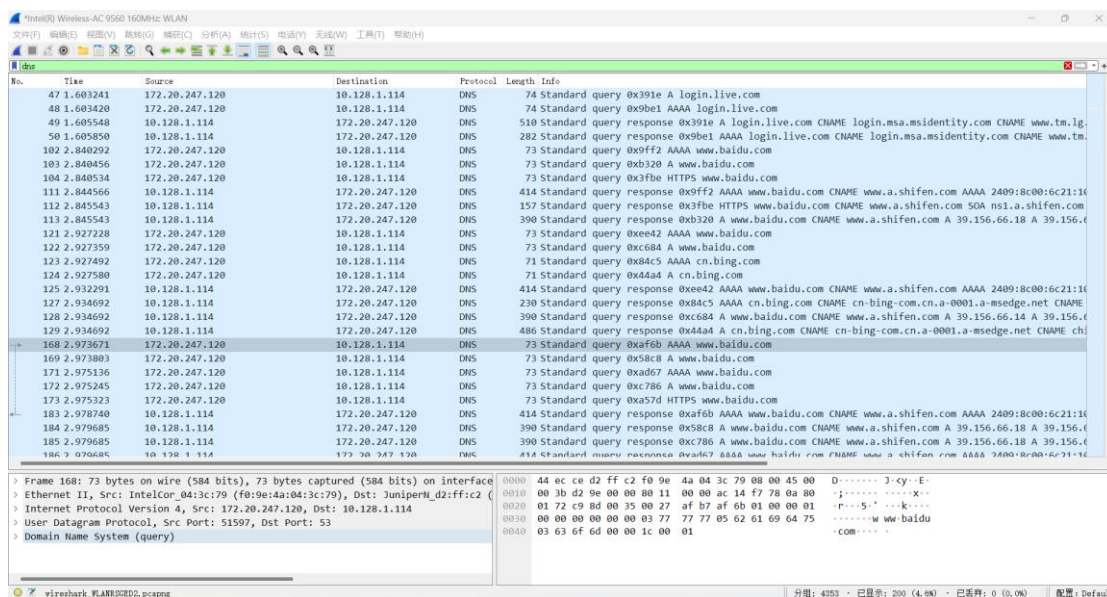 *Intel(R) Wireless-AC 9560 160MHz: WLAN
文件(F) 编辑(E) 视图(V) 跳转(G) 捕获(C) 分析(A) 统计(S) 电话(Y) 无线(W) 工具(T) 帮助(H)
dns
No. Time Source Destination Protocol Length Info
47 1.603241 172.20.247.120 10.128.1.114 DNS 74 Standard query 0x391e A login.live.com
48 1.603420 172.20.247.120 10.128.1.114 DNS 74 Standard query 0x9be1 AAAA login.live.com
49 1.605548 10.128.1.114 172.20.247.120 DNS 510 Standard query response 0x391e A login.live.com CNAME login.msa.msidentity.com CNAME www.tm.lg.
50 1.605850 10.128.1.114 172.20.247.120 DNS 282 Standard query response 0x9be1 AAAA login.live.com CNAME login.msa.msidentity.com CNAME www.tm.
102 2.840292 172.20.247.120 10.128.1.114 DNS 73 Standard query 0x9ff2 AAAA www.baidu.com
103 2.840456 172.20.247.120 10.128.1.114 DNS 73 Standard query 0xb320 A www.baidu.com
104 2.840534 172.20.247.120 10.128.1.114 DNS 73 Standard query 0x3fbe HTTPS www.baidu.com
111 2.844566 10.128.1.114 172.20.247.120 DNS 414 Standard query response 0x9ff2 AAAA www.baidu.com CNAME www.a.shifen.com AAAA 2409:8c00:6c21:10
112 2.845543 10.128.1.114 172.20.247.120 DNS 157 Standard query response 0x3fbe HTTPS www.baidu.com CNAME www.a.shifen.com SOA ns1.a.shifen.com
113 2.845543 10.128.1.114 172.20.247.120 DNS 390 Standard query response 0xb320 A www.baidu.com CNAME www.a.shifen.com A 39.156.66.18 A 39.156.6
121 2.927228 172.20.247.120 10.128.1.114 DNS 73 Standard query 0xee42 AAAA www.baidu.com
122 2.927359 172.20.247.120 10.128.1.114 DNS 73 Standard query 0xc684 A www.baidu.com
123 2.927492 172.20.247.120 10.128.1.114 DNS 71 Standard query 0x84c5 AAAA cn.bing.com
124 2.927580 172.20.247.120 10.128.1.114 DNS 71 Standard query 0x44a4 A cn.bing.com
125 2.932291 10.128.1.114 172.20.247.120 DNS 414 Standard query response 0xee42 AAAA www.baidu.com CNAME www.a.shifen.com AAAA 2409:8c00:6c21:10
127 2.934692 10.128.1.114 172.20.247.120 DNS 230 Standard query response 0x84c5 AAAA cn.bing.com CNAME cn-bing-com.cn.a-0001.a-msedge.net CNAME
128 2.934692 10.128.1.114 172.20.247.120 DNS 390 Standard query response 0xc684 A www.baidu.com CNAME www.a.shifen.com A 39.156.66.14 A 39.156.6
129 2.934692 10.128.1.114 172.20.247.120 DNS 486 Standard query response 0x44a4 A cn.bing.com CNAME cn-bing-com.cn.a-0001.a-msedge.net CNAME chi
168 2.973671 172.20.247.120 10.128.1.114 DNS 73 Standard query 0xaf6b AAAA www.baidu.com
169 2.973803 172.20.247.120 10.128.1.114 DNS 73 Standard query 0x58c8 A www.baidu.com
171 2.975136 172.20.247.120 10.128.1.114 DNS 73 Standard query 0xad67 AAAA www.baidu.com
172 2.975245 172.20.247.120 10.128.1.114 DNS 73 Standard query 0xc786 A www.baidu.com
173 2.975323 172.20.247.120 10.128.1.114 DNS 73 Standard query 0xa57d HTTPS www.baidu.com
183 2.978740 10.128.1.114 172.20.247.120 DNS 414 Standard query response 0xaf6b AAAA www.baidu.com CNAME www.a.shifen.com AAAA 2409:8c00:6c21:10
184 2.979685 10.128.1.114 172.20.247.120 DNS 390 Standard query response 0x58c8 A www.baidu.com CNAME www.a.shifen.com A 39.156.66.18 A 39.156.6
185 2.979685 10.128.1.114 172.20.247.120 DNS 390 Standard query response 0xc786 A www.baidu.com CNAME www.a.shifen.com A 39.156.66.18 A 39.156.6
186 2.979685 10.128.1.114 172.20.247.120 DNS 414 Standard query response 0xad67 AAAA www.baidu.com CNAME www.a.shifen.com AAAA 2409:8c00:6c21:10
Frame 168: 73 bytes on wire (584 bits), 73 bytes captured (584 bits) on interface
Ethernet II, Src: IntelCor_04:3c:79 (f0:9e:4a:04:3c:79), Dst: JuniperN_d2:ff:c2 (
Internet Protocol Version 4, Src: 172.20.247.120, Dst: 10.128.1.114
User Datagram Protocol, Src Port: 51597, Dst Port: 53
Domain Name System (query)
0000 44 ec ce d2 ff c2 f0 9e 4a 04 3c 79 08 00 45 00 D······· J·<y··E·
0010 00 3b d2 9e 00 00 80 11 00 00 ac 14 f7 78 0a 80 ·;······ ·····x··
0020 01 72 c9 8d 00 35 00 27 af b7 af 6b 01 00 00 01 ·r···5·' ···k····
0030 00 00 00 00 00 00 03 77 77 77 05 62 61 69 64 75 ·······w ww·baidu
0040 03 63 6f 6d 00 00 1c 00 01 ·com···· ·
wireshark_WLANRSGED2.pcapng
分组: 4353 · 已显示: 200 (4.6%) · 已丢弃: 0 (0.0%)
配置: Defaul